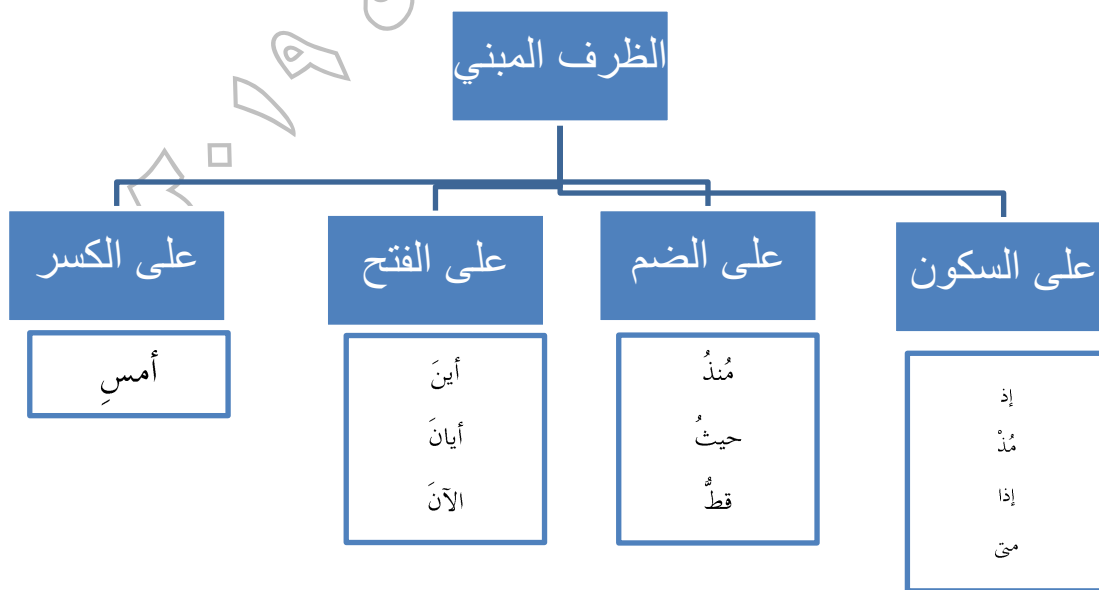 الظرف المبني
على السكون
إذ
مُذْ
إذا
متى
على الضم
مُنذُ
حيثُ
قطُّ
على الفتح
أينَ
أيانَ
الآنَ
على الكسر
أمسِ